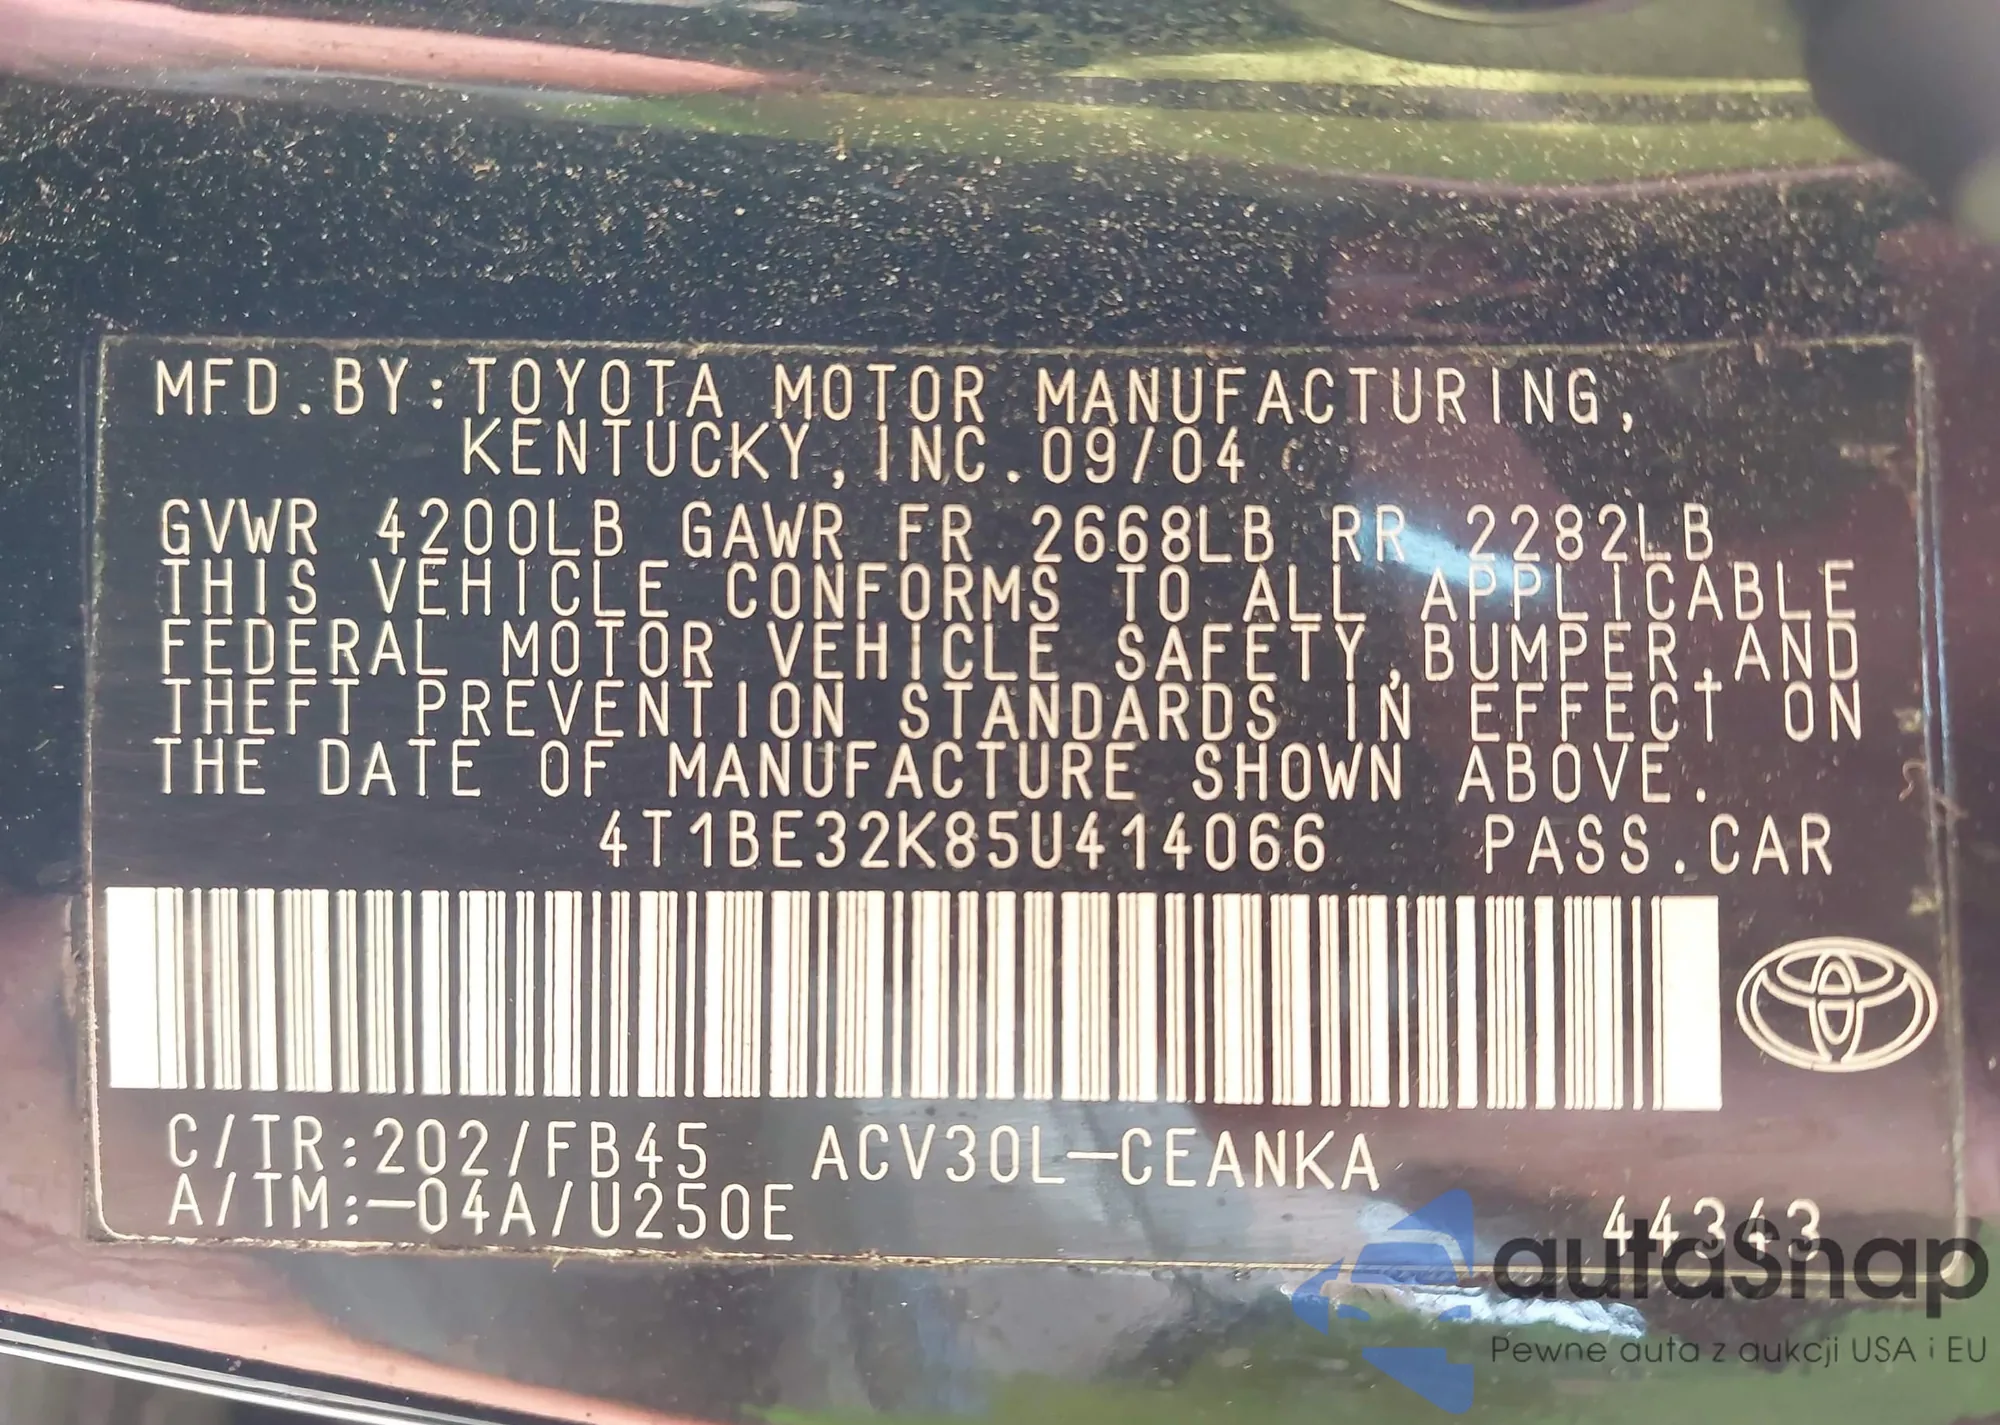 MFD.BY:TOYOTA MOTOR MANUFACTURING,
KENTUCKY,INC.09/04
GVWR 4200LB GAWR FR 2668LB RR 2282LB
THIS VEHICLE CONFORMS TO ALL APPLICABLE
FEDERAL MOTOR VEHICLE SAFETY,BUMPER,AND
THEFT PREVENTION STANDARDS IN EFFECT ON
THE DATE OF MANUFACTURE SHOWN ABOVE.
4T1BE32K85U414066 PASS.CAR
C/TR:202/FB45 ACV30L-CEANKA
A/TM:-04A/U250E
44343
autaSnap
Pewne auta z aukcji USA i EU